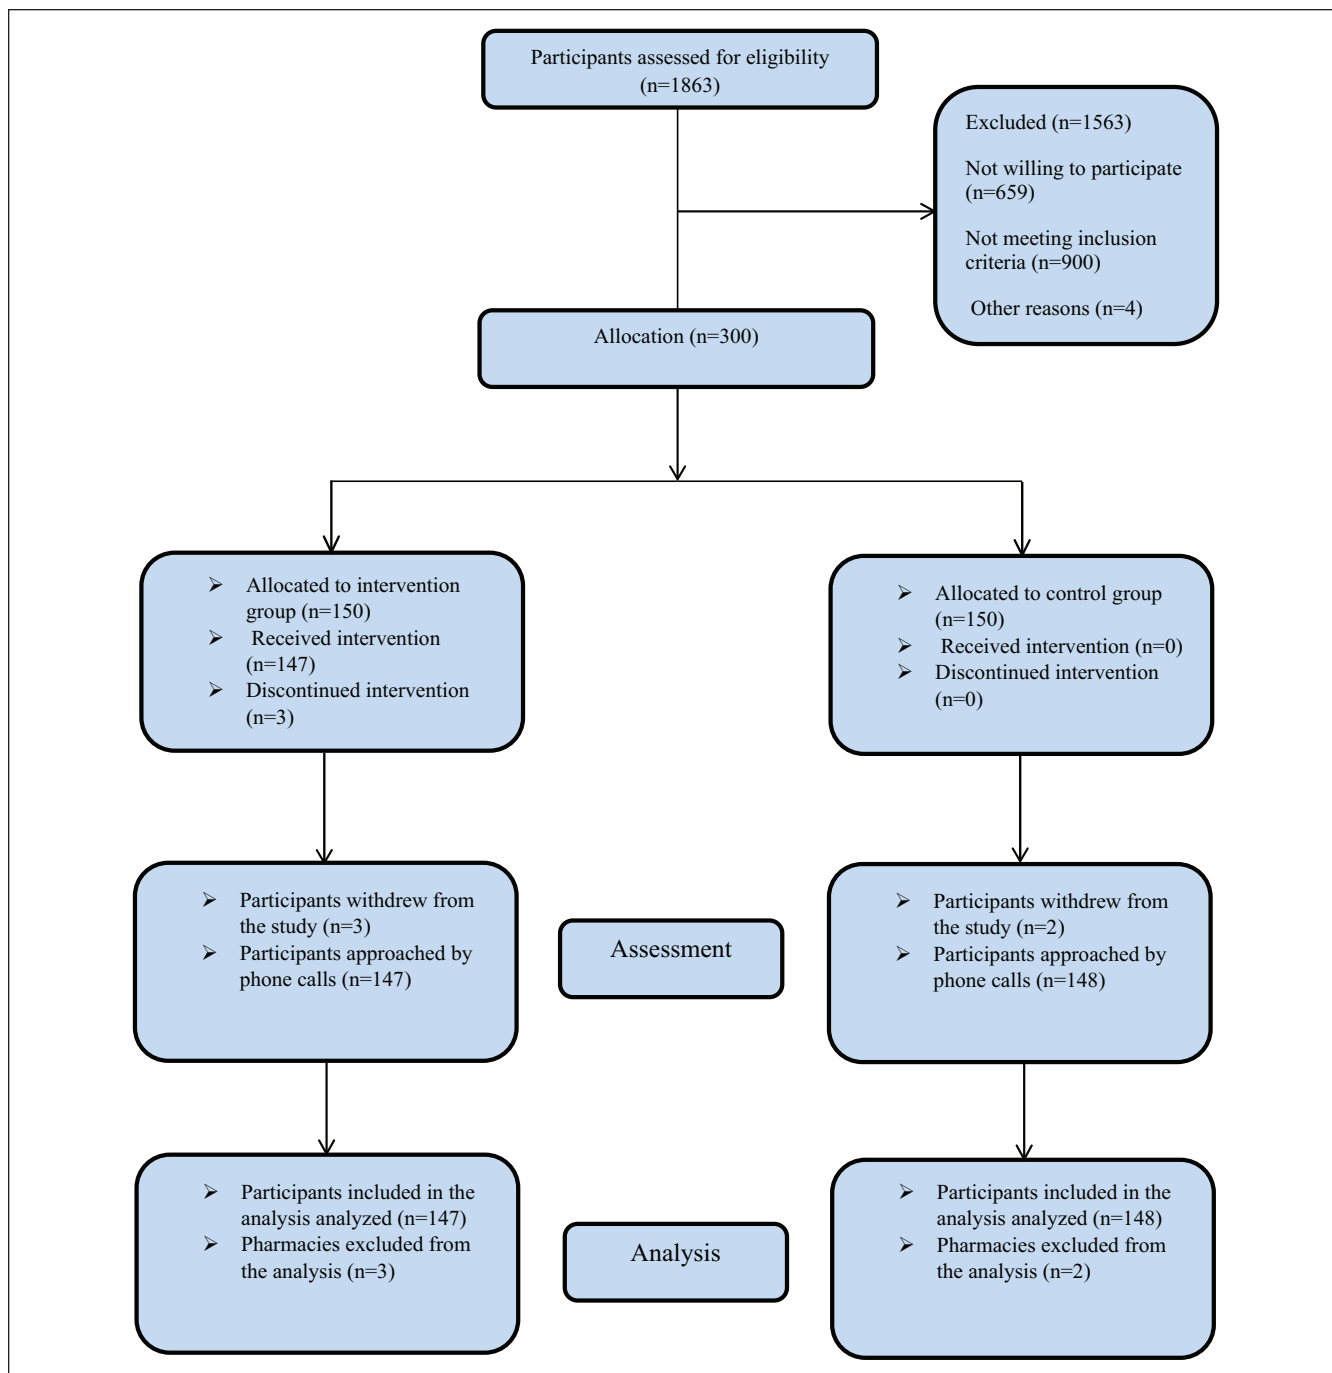 Participants assessed for eligibility
(n=1863)
Excluded (n=1563)
Not willing to participate
(n=659)
Not meeting inclusion
criteria (n=900)
Other reasons (n=4)
Allocation (n=300)
➢ Allocated to intervention
group (n=150)
➢ Received intervention
(n=147)
➢ Discontinued intervention
(n=3)
➢ Allocated to control group
(n=150)
➢ Received intervention (n=0)
➢ Discontinued intervention
(n=0)
➢ Participants withdrew from
the study (n=3)
➢ Participants approached by
phone calls (n=147)
Assessment
➢ Participants withdrew from
the study (n=2)
➢ Participants approached by
phone calls (n=148)
➢ Participants included in the
analysis analyzed (n=147)
➢ Pharmacies excluded from
the analysis (n=3)
Analysis
➢ Participants included in the
analysis analyzed (n=148)
➢ Pharmacies excluded from
the analysis (n=2)